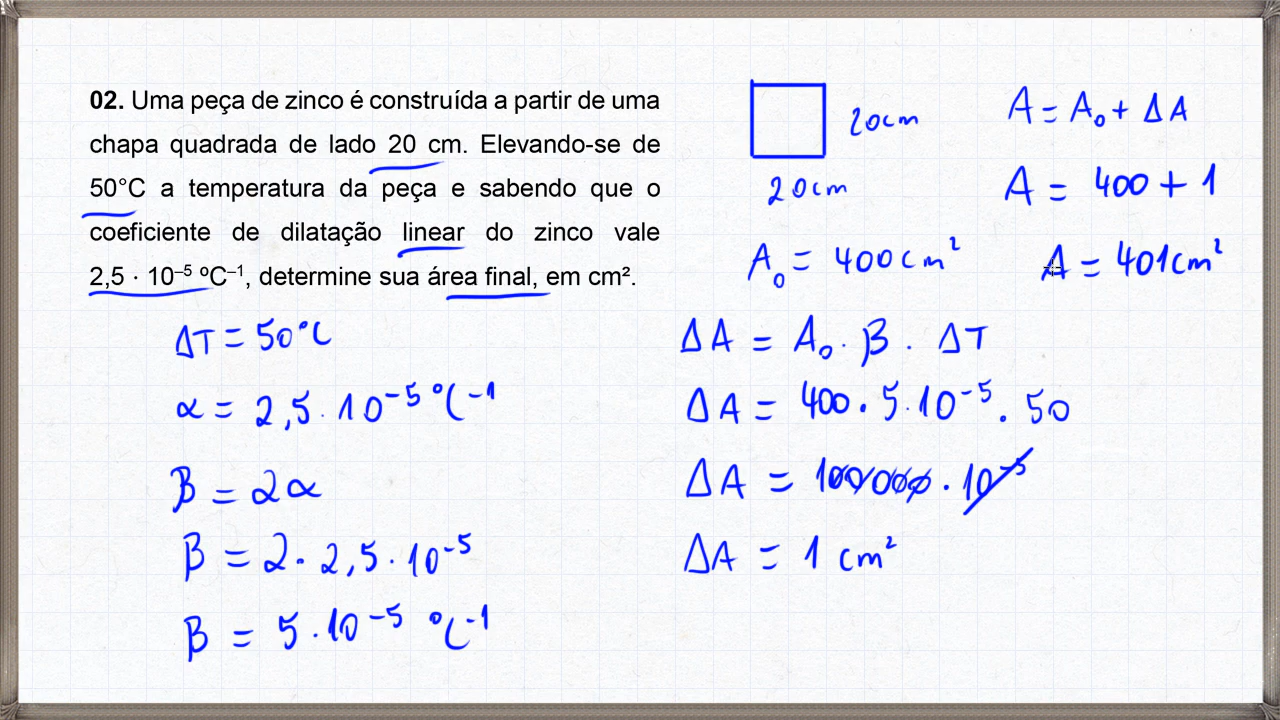 02. Uma peça de zinco é construída a partir de uma
chapa quadrada de lado 20 cm. Elevando-se de
50°C a temperatura da peça e sabendo que o
coeficiente de dilatação linear do zinco vale
2,5 · 10⁻⁵ ºC⁻¹, determine sua área final, em cm².
ΔT = 50°C
α = 2,5 · 10⁻⁵ °C⁻¹
β = 2α
β = 2 · 2,5 · 10⁻⁵
β = 5 · 10⁻⁵ °C⁻¹
20cm
20cm
A₀ = 400cm²
A = A₀ + ΔA
A = 400 + 1
A = 401cm²
ΔA = A₀ · β · ΔT
ΔA = 400 · 5 · 10⁻⁵ · 50
ΔA = 100000 · 10⁻⁵
ΔA = 1 cm²